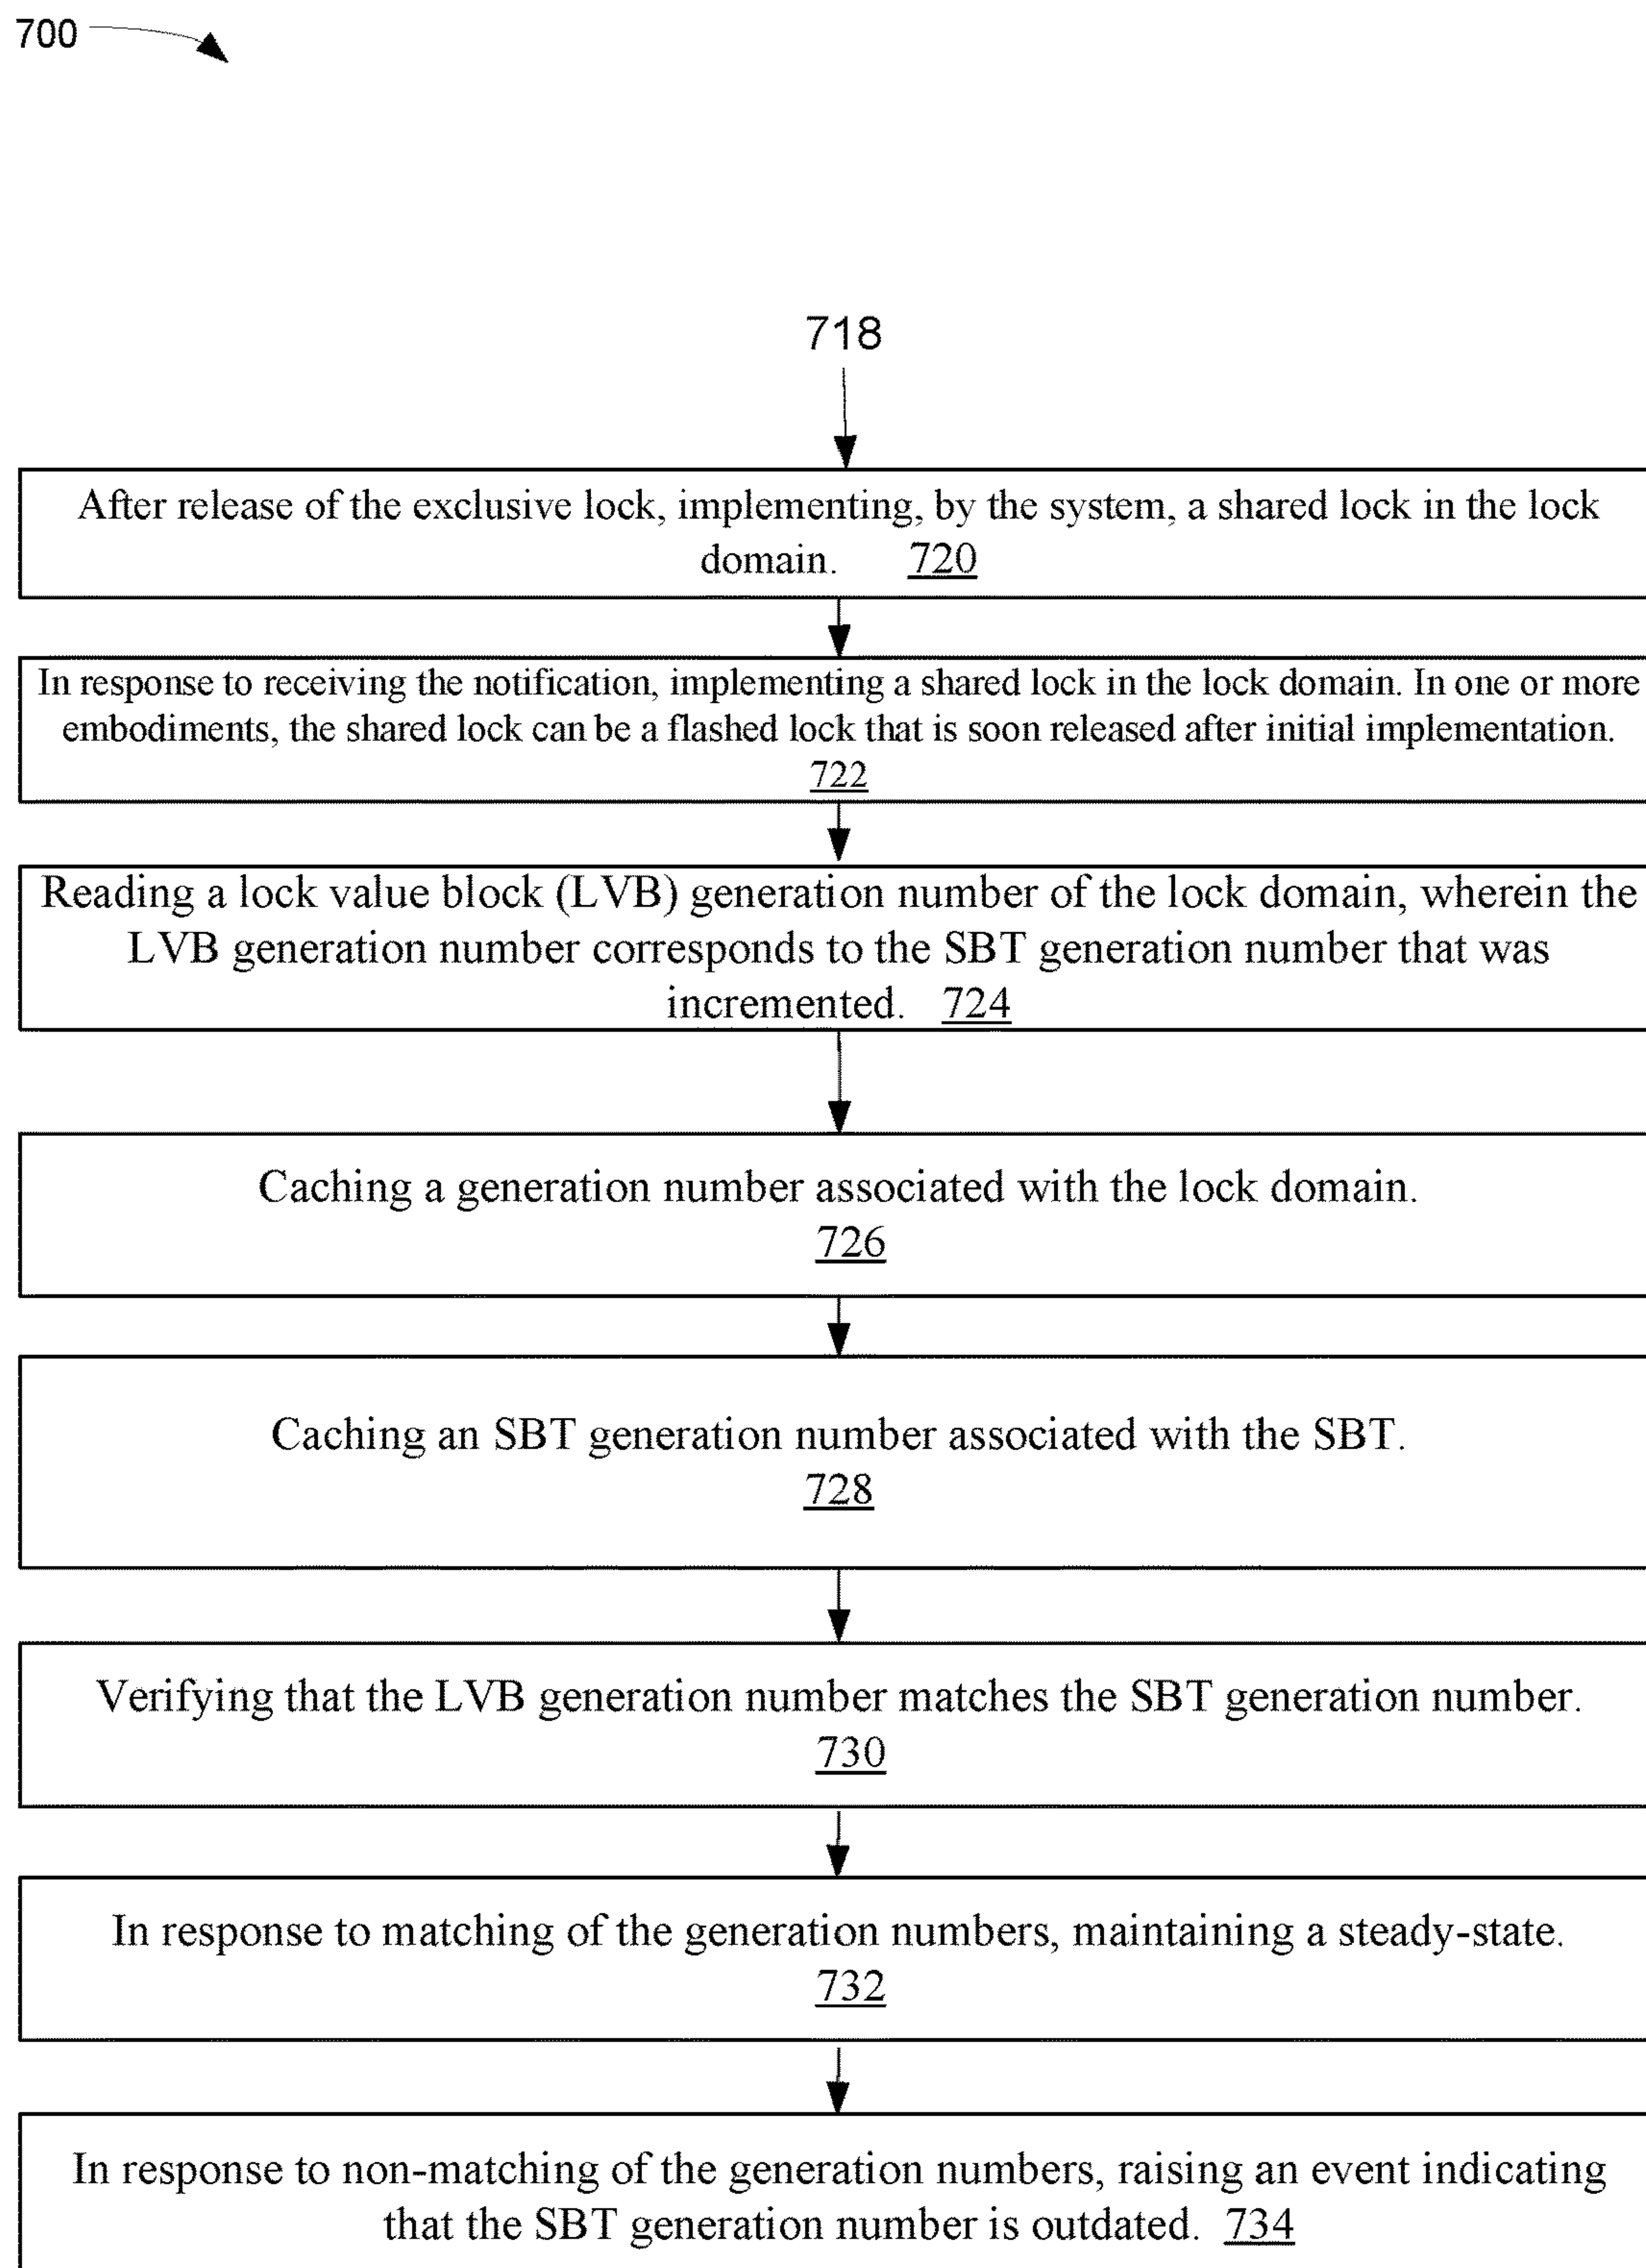 700
718
After release of the exclusive lock, implementing, by the system, a shared lock in the lock
domain. 720
In response to receiving the notification, implementing a shared lock in the lock domain. In one or more
embodiments, the shared lock can be a flashed lock that is soon released after initial implementation.
722
Reading a lock value block (LVB) generation number of the lock domain, wherein the
LVB generation number corresponds to the SBT generation number that was
incremented. 724
Caching a generation number associated with the lock domain.
726
Caching an SBT generation number associated with the SBT.
728
Verifying that the LVB generation number matches the SBT generation number.
730
In response to matching of the generation numbers, maintaining a steady-state.
732
In response to non-matching of the generation numbers, raising an event indicating
that the SBT generation number is outdated. 734